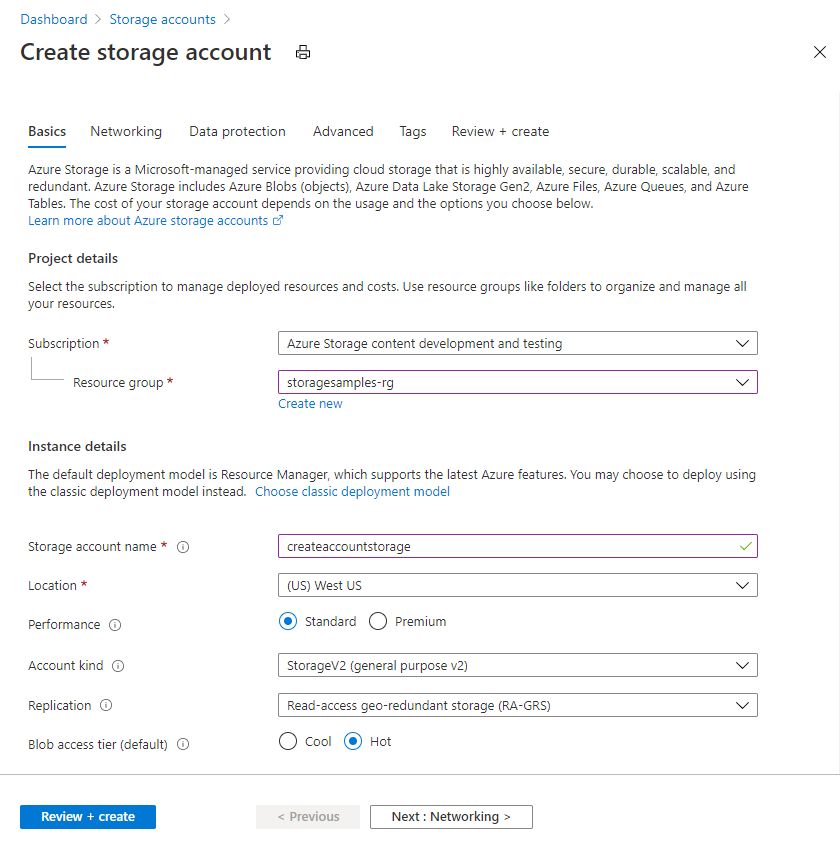 Dashboard > Storage accounts >
Create storage account
Basics Networking Data protection Advanced Tags Review + create
Azure Storage is a Microsoft-managed service providing cloud storage that is highly available, secure, durable, scalable, and
redundant. Azure Storage includes Azure Blobs (objects), Azure Data Lake Storage Gen2, Azure Files, Azure Queues, and Azure
Tables. The cost of your storage account depends on the usage and the options you choose below.
Learn more about Azure storage accounts
Project details
Select the subscription to manage deployed resources and costs. Use resource groups like folders to organize and manage all
your resources.
Subscription * Azure Storage content development and testing
Resource group * storagesamples-rg
Create new
Instance details
The default deployment model is Resource Manager, which supports the latest Azure features. You may choose to deploy using
the classic deployment model instead. Choose classic deployment model
Storage account name * createaccountstorage
Location * (US) West US
Performance Standard Premium
Account kind StorageV2 (general purpose v2)
Replication Read-access geo-redundant storage (RA-GRS)
Blob access tier (default) Cool Hot
Review + create < Previous Next : Networking >